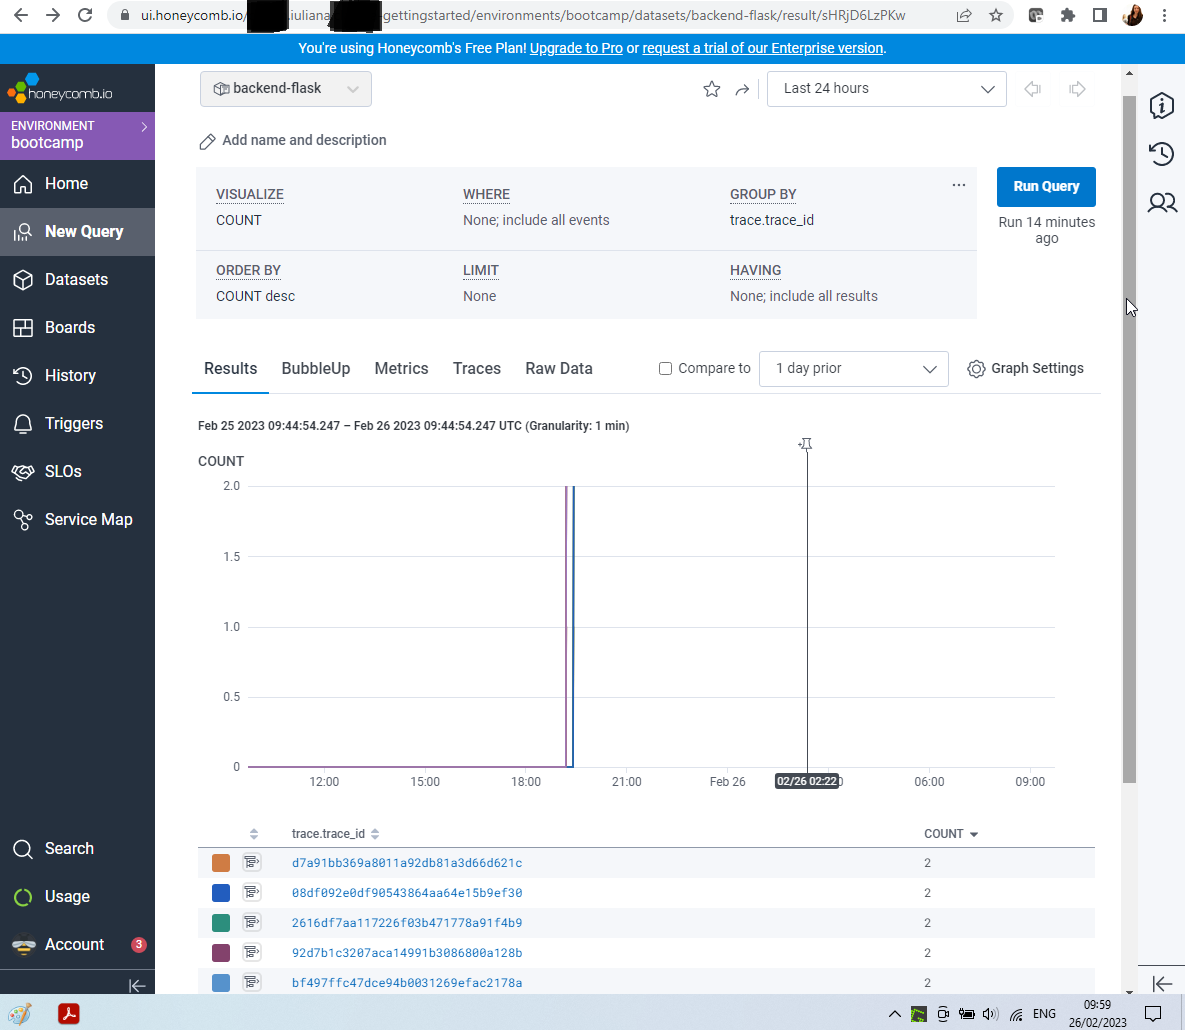 ui.honeycomb.io/ .iuliana -gettingstarted/environments/bootcamp/datasets/backend-flask/result/sHRjD6LzPKw
You're using Honeycomb's Free Plan! Upgrade to Pro or request a trial of our Enterprise version.
honeycomb.io
ENVIRONMENT
bootcamp
Home
New Query
Datasets
Boards
History
Triggers
SLOs
Service Map
Search
Usage
Account 3
backend-flask
Last 24 hours
Add name and description
VISUALIZE WHERE GROUP BY
COUNT None; include all events trace.trace_id
ORDER BY LIMIT HAVING
COUNT desc None None; include all results
Run Query
Run 14 minutes
ago
Results BubbleUp Metrics Traces Raw Data Compare to 1 day prior Graph Settings
Feb 25 2023 09:44:54.247 – Feb 26 2023 09:44:54.247 UTC (Granularity: 1 min)
COUNT
2.0
1.5
1.0
0.5
0
12:00 15:00 18:00 21:00 Feb 26 02/26 02:22 06:00 09:00
trace.trace_id COUNT
d7a91bb369a8011a92db81a3d66d621c 2
08df092e0df90543864aa64e15b9ef30 2
2616df7aa117226f03b471778a91f4b9 2
92d7b1c3207aca14991b3086800a128b 2
bf497ffc47dce94b0031269efac2178a 2
ENG
09:59
26/02/2023